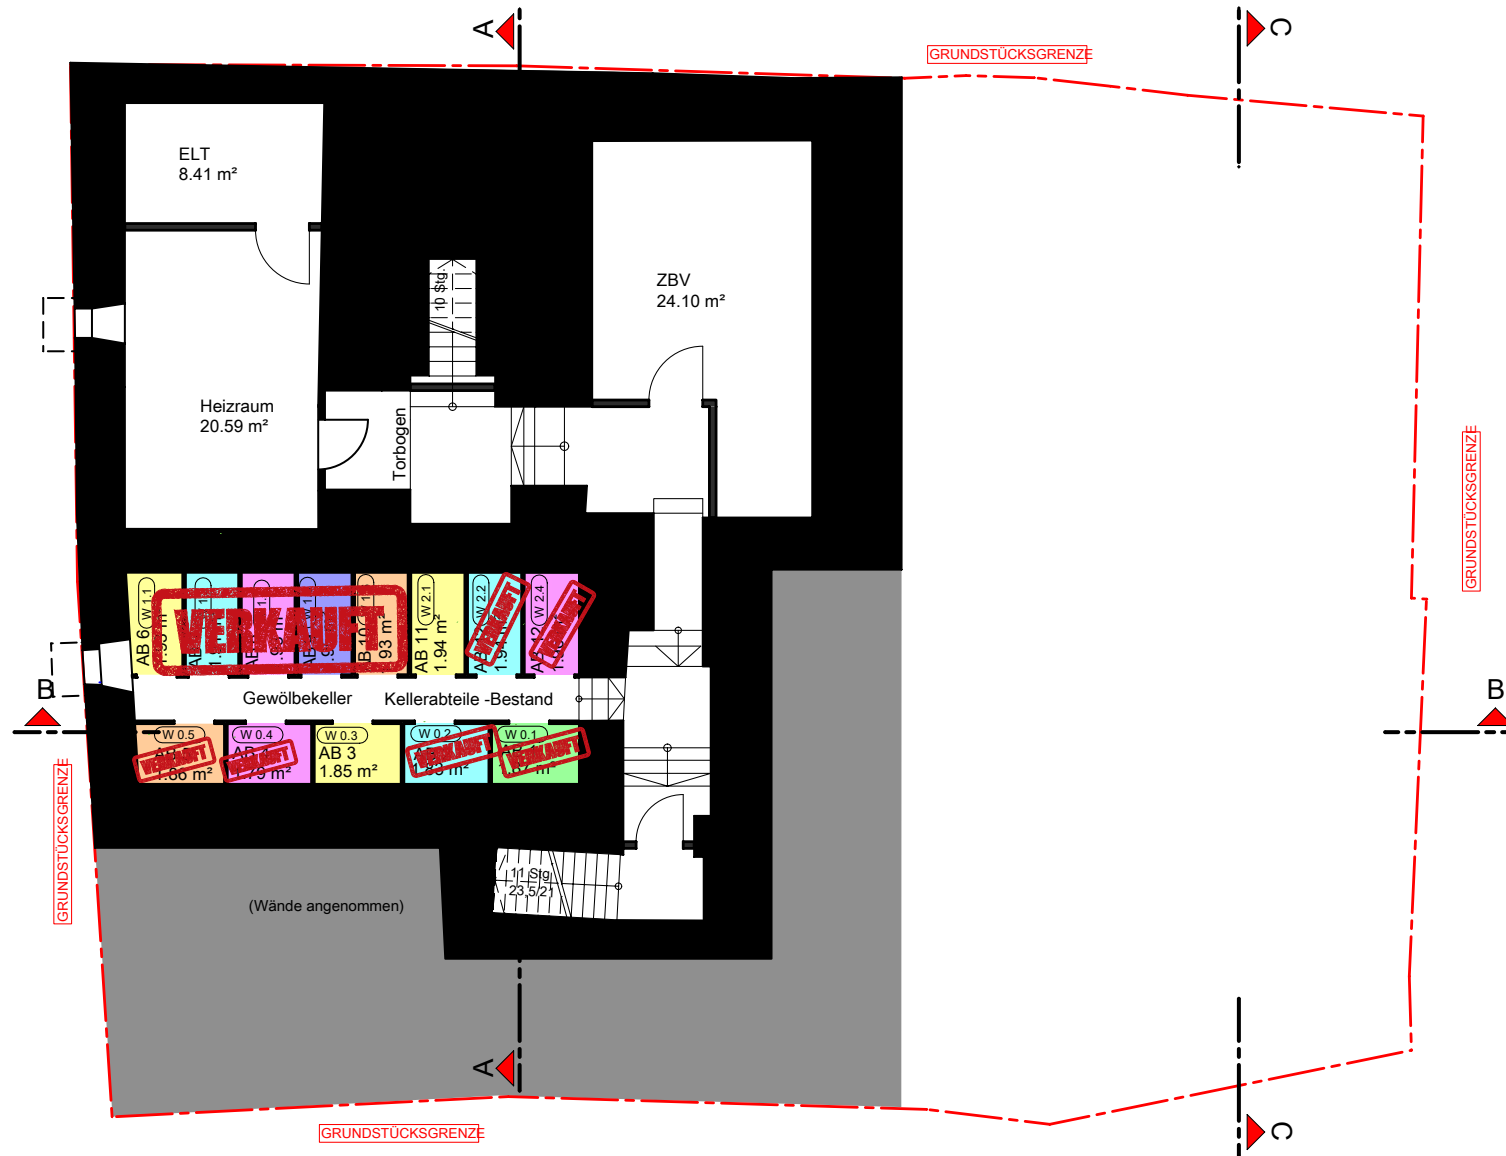 A
C
GRUNDSTÜCKSGRENZE
ELT
8.41 m²
10 Stg.
ZBV
24.10 m²
Heizraum
20.59 m²
Torbogen
GRUNDSTÜCKSGRENZE
W 1.1
AB 6
W 2.1
AB 11
1.94 m²
W 2.2
W 2.4
VERKAUFT
VERKAUFT
VERKAUFT
Gewölbekeller
Kellerabteile -Bestand
B
B
W 0.5
VERKAUFT
W 0.4
VERKAUFT
W 0.3
AB 3
1.85 m²
W 0.2
VERKAUFT
W 0.1
VERKAUFT
GRUNDSTÜCKSGRENZE
11 Stg
23,5/21
(Wände angenommen)
A
GRUNDSTÜCKSGRENZE
C